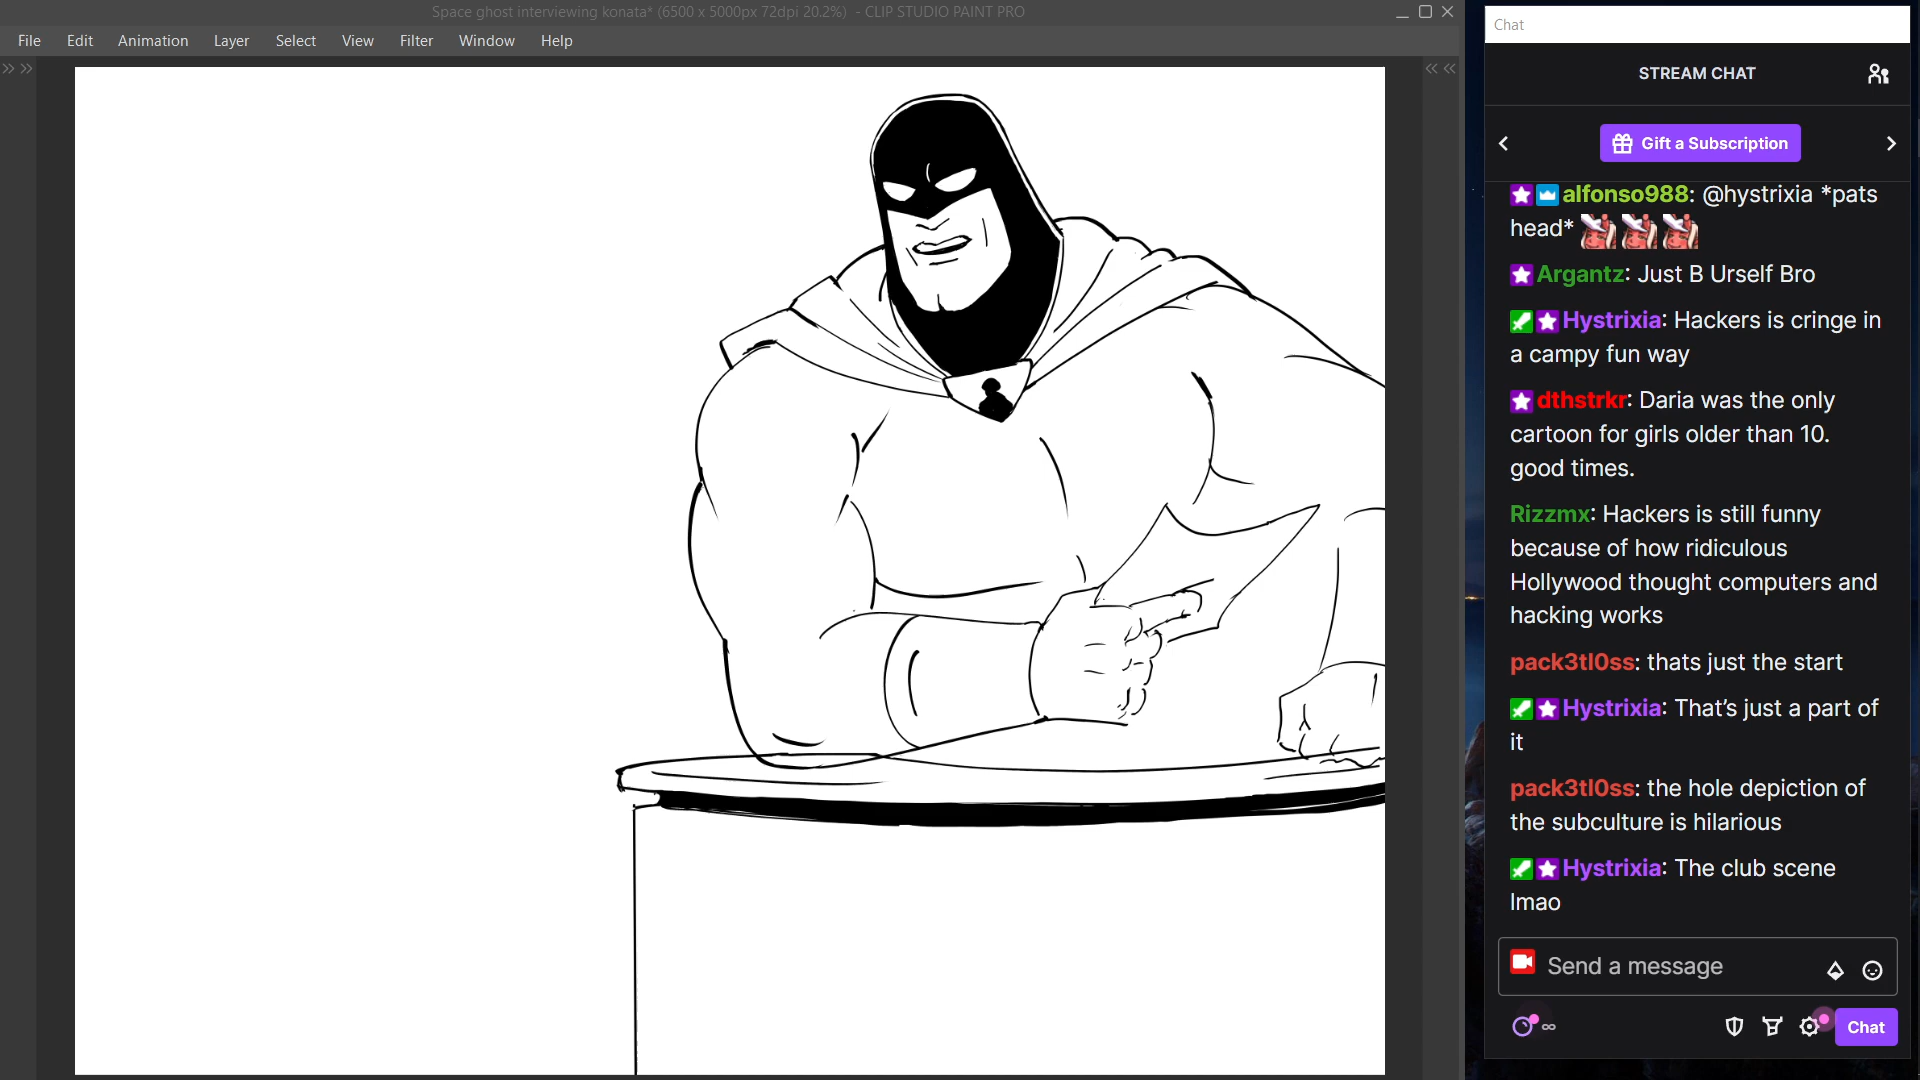 Space ghost interviewing konata* (6500 x 5000px 72dpi 20.2%) - CLIP STUDIO PAINT PRO
File Edit Animation Layer Select View Filter Window Help
Chat
STREAM CHAT
Gift a Subscription
alfonso988: @hystrixia *pats
head*
Argantz: Just B Urself Bro
Hystrixia: Hackers is cringe in
a campy fun way
dthstrkr: Daria was the only
cartoon for girls older than 10.
good times.
Rizzmx: Hackers is still funny
because of how ridiculous
Hollywood thought computers and
hacking works
pack3tl0ss: thats just the start
Hystrixia: That's just a part of
it
pack3tl0ss: the hole depiction of
the subculture is hilarious
Hystrixia: The club scene
lmao
Send a message
∞
Chat